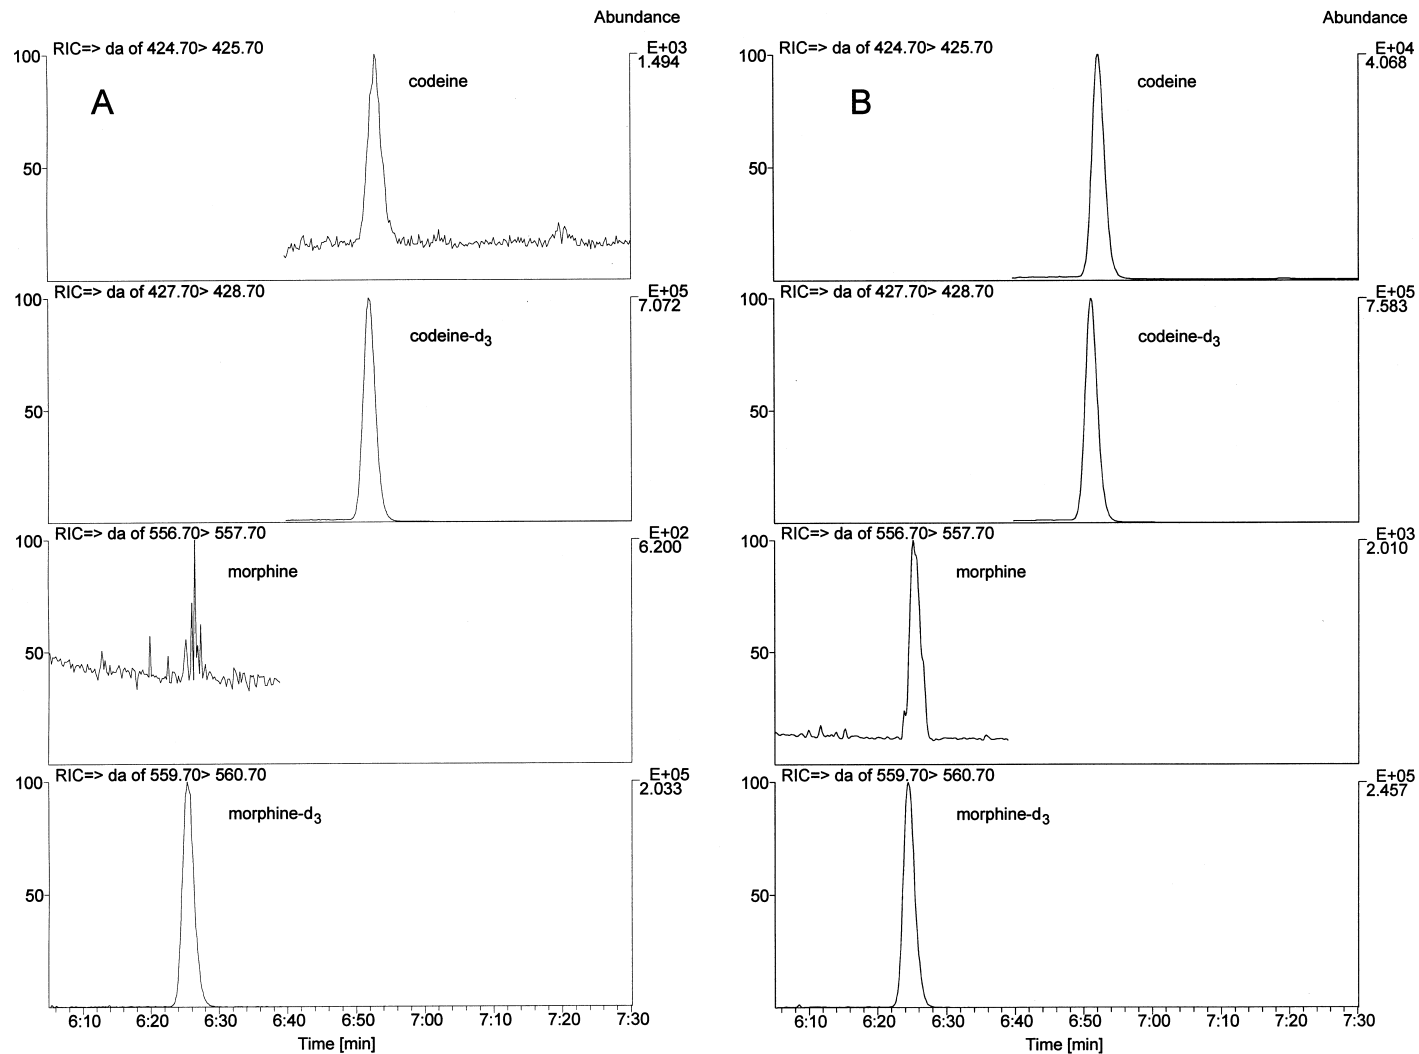 Abundance
RIC=> da of 424.70> 425.70
E+03
1.494
100
codeine
A
50
RIC=> da of 427.70> 428.70
E+05
7.072
100
codeine-d3
50
RIC=> da of 556.70> 557.70
E+02
6.200
100
morphine
50
RIC=> da of 559.70> 560.70
E+05
2.033
100
morphine-d3
50
6:10 6:20 6:30 6:40 6:50 7:00 7:10 7:20 7:30
Time [min]
Abundance
RIC=> da of 424.70> 425.70
E+04
4.068
100
codeine
B
50
RIC=> da of 427.70> 428.70
E+05
7.583
100
codeine-d3
50
RIC=> da of 556.70> 557.70
E+03
2.010
100
morphine
50
RIC=> da of 559.70> 560.70
E+05
2.457
100
morphine-d3
50
6:10 6:20 6:30 6:40 6:50 7:00 7:10 7:20 7:30
Time [min]